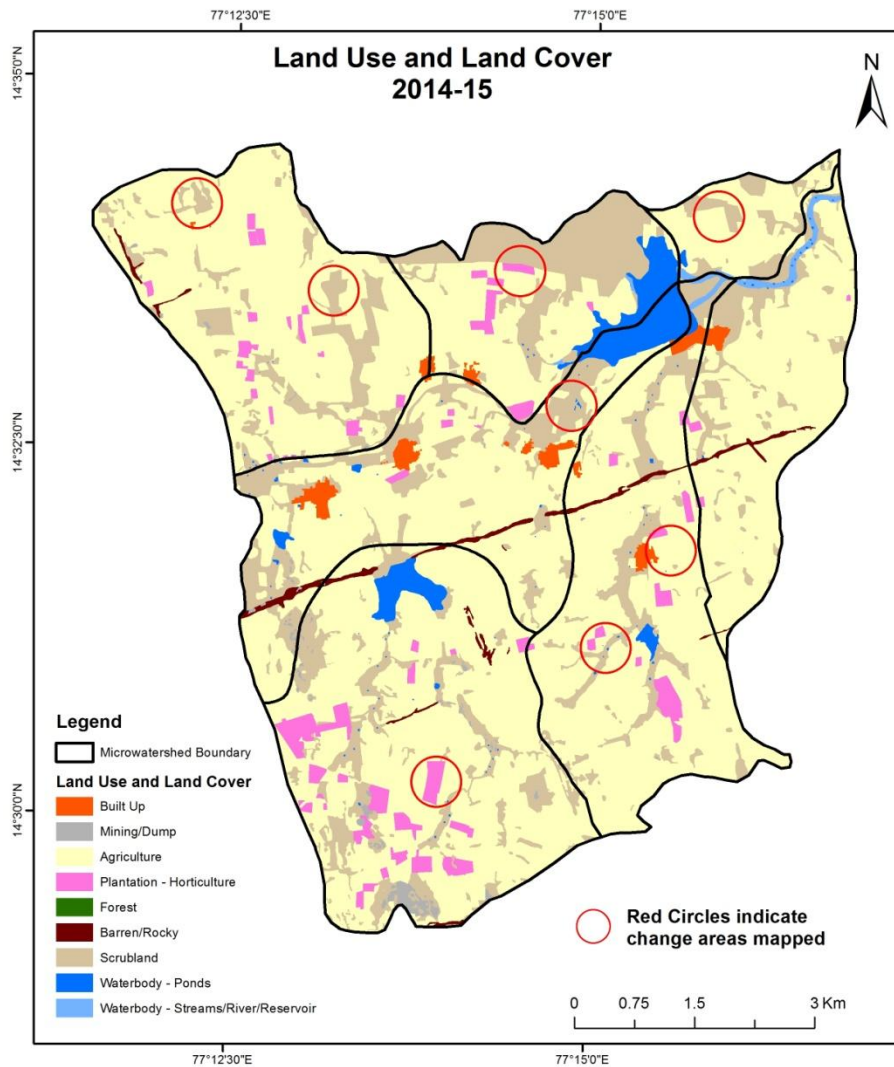 77°12'30"E
77°15'0"E
Land Use and Land Cover
2014-15
N
14°35'0"N
14°32'30"N
14°30'0"N
Legend
Microwatershed Boundary
Land Use and Land Cover
Built Up
Mining/Dump
Agriculture
Plantation - Horticulture
Forest
Barren/Rocky
Scrubland
Waterbody - Ponds
Waterbody - Streams/River/Reservoir
Red Circles indicate
change areas mapped
0 0.75 1.5 3 Km
77°12'30"E
77°15'0"E